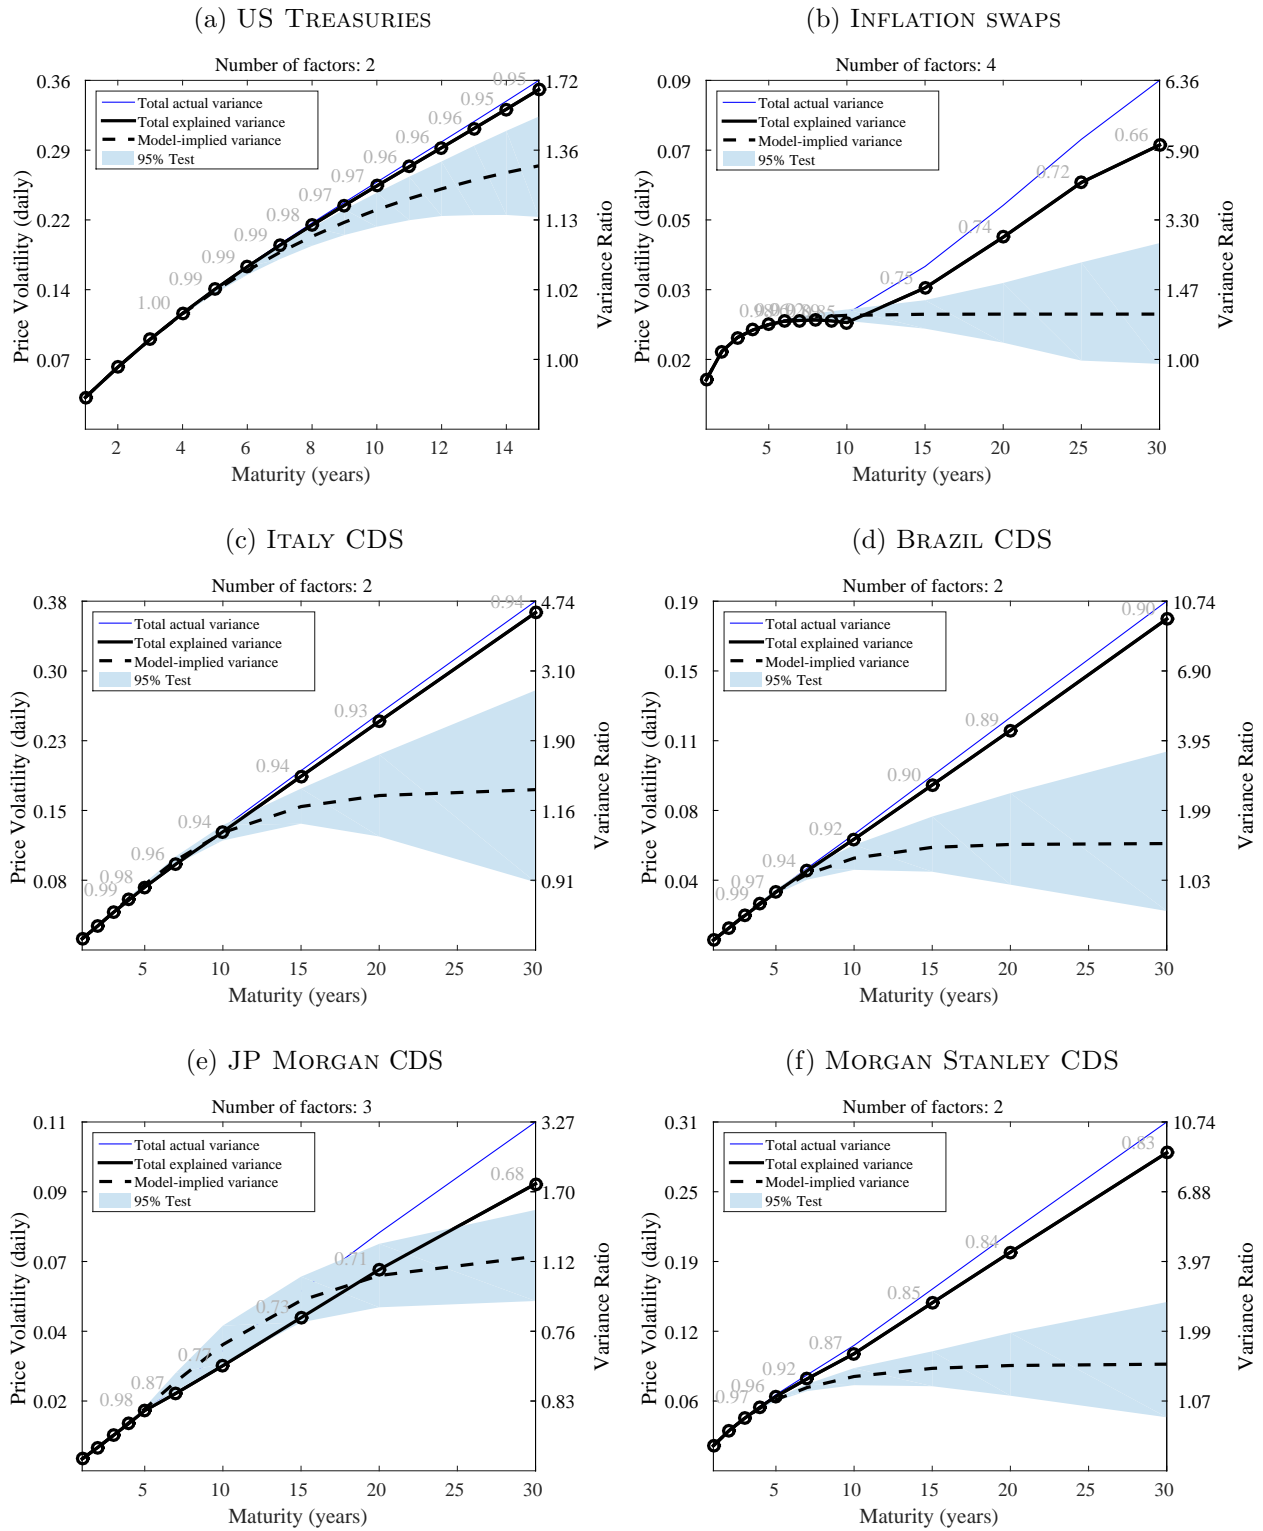 (a) US TREASURIES
Number of factors: 2
Total actual variance
Total explained variance
Model-implied variance
95% Test
Price Volatility (daily)
0.36
0.29
0.22
0.14
0.07
1.00
0.99
0.99
0.99
0.98
0.97
0.97
0.96
0.96
0.96
0.95
0.95
1.72
1.36
1.13
1.02
1.00
Variance Ratio
2 4 6 8 10 12 14
Maturity (years)
(b) INFLATION SWAPS
Number of factors: 4
Total actual variance
Total explained variance
Model-implied variance
95% Test
Price Volatility (daily)
0.09
0.07
0.05
0.03
0.02
0.75
0.74
0.72
0.66
6.36
5.90
3.30
1.47
1.00
Variance Ratio
5 10 15 20 25 30
Maturity (years)
(c) ITALY CDS
Number of factors: 2
Total actual variance
Total explained variance
Model-implied variance
95% Test
Price Volatility (daily)
0.38
0.30
0.23
0.15
0.08
0.99
0.98
0.96
0.94
0.94
0.93
0.94
4.74
3.10
1.90
1.16
0.91
Variance Ratio
5 10 15 20 25 30
Maturity (years)
(d) BRAZIL CDS
Number of factors: 2
Total actual variance
Total explained variance
Model-implied variance
95% Test
Price Volatility (daily)
0.19
0.15
0.11
0.08
0.04
0.99
0.97
0.94
0.92
0.90
0.89
0.90
10.74
6.90
3.95
1.99
1.03
Variance Ratio
5 10 15 20 25 30
Maturity (years)
(e) JP MORGAN CDS
Number of factors: 3
Total actual variance
Total explained variance
Model-implied variance
95% Test
Price Volatility (daily)
0.11
0.09
0.07
0.04
0.02
0.98
0.87
0.77
0.73
0.71
0.68
3.27
1.70
1.12
0.76
0.83
Variance Ratio
5 10 15 20 25 30
Maturity (years)
(f) MORGAN STANLEY CDS
Number of factors: 2
Total actual variance
Total explained variance
Model-implied variance
95% Test
Price Volatility (daily)
0.31
0.25
0.19
0.12
0.06
0.97
0.96
0.92
0.87
0.85
0.84
0.83
10.74
6.88
3.97
1.99
1.07
Variance Ratio
5 10 15 20 25 30
Maturity (years)